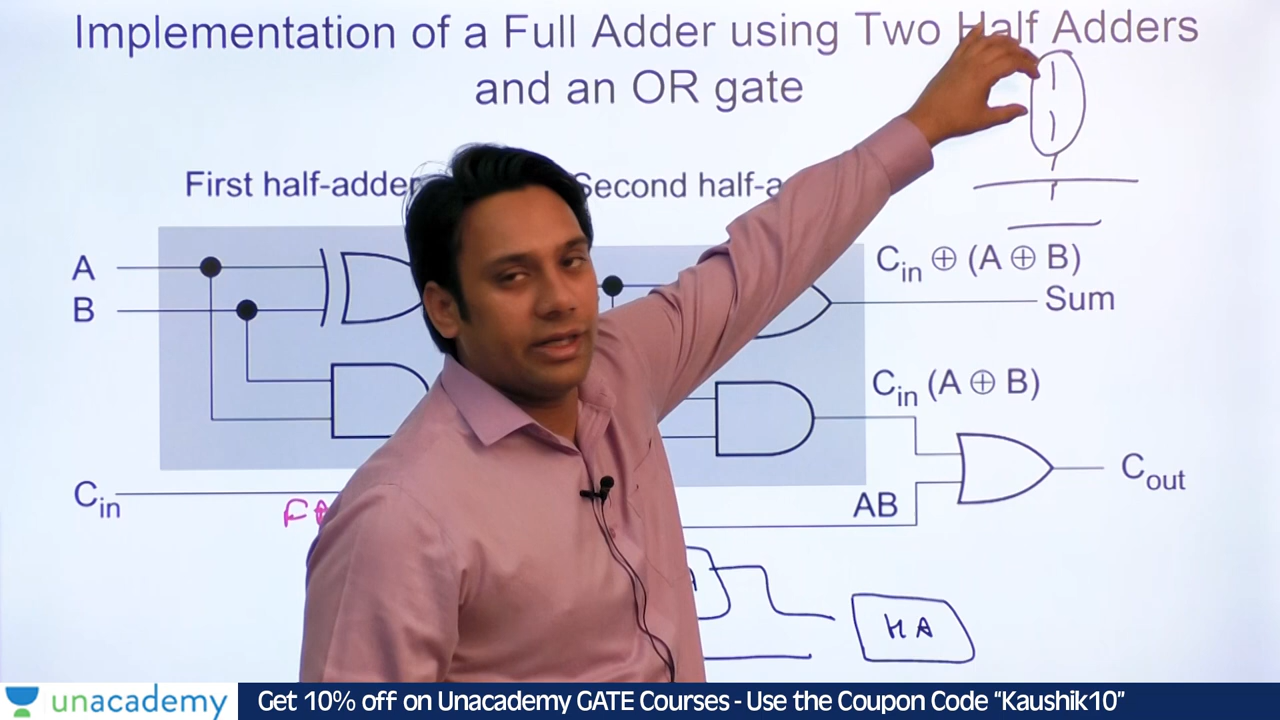 Implementation of a Full Adder using Two Half Adders
and an OR gate
First half-adder
Second half-a
A
B
Cin ⊕ (A ⊕ B)
Sum
Cin (A ⊕ B)
Cout
Cin
AB
HA
unacademy
Get 10% off on Unacademy GATE Courses - Use the Coupon Code “Kaushik10”